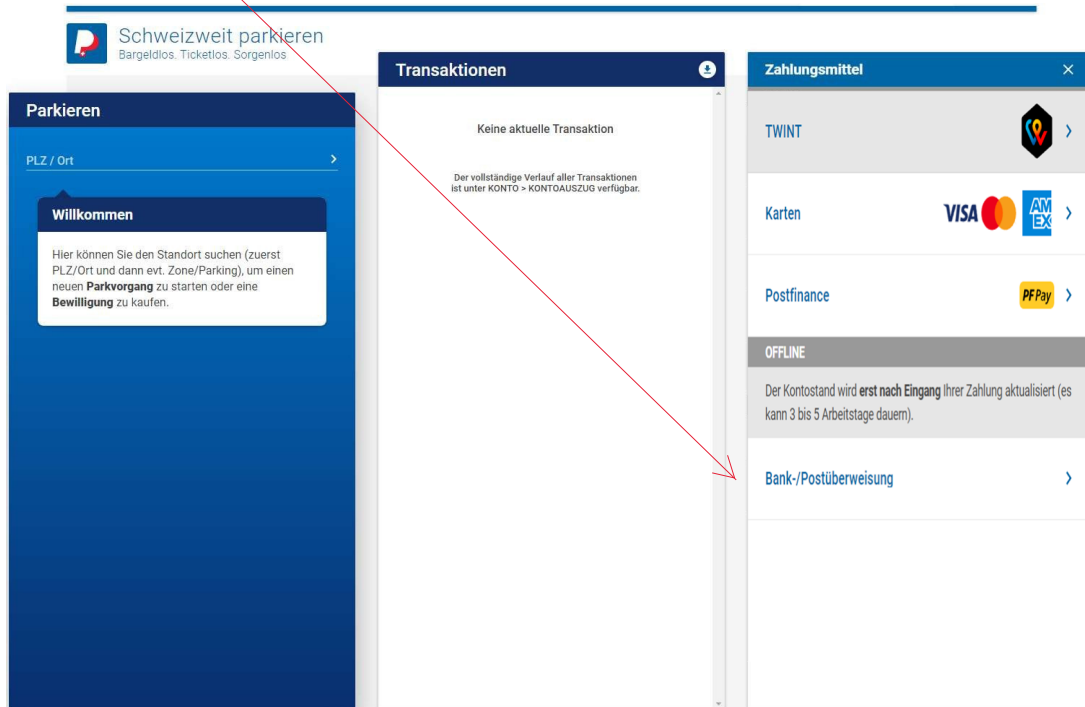 Schweizweit parkieren
Bargeldlos. Ticketlos. Sorgenlos
Parkieren
PLZ / Ort
Willkommen
Hier können Sie den Standort suchen (zuerst
PLZ/Ort und dann evt. Zone/Parking), um einen
neuen Parkvorgang zu starten oder eine
Bewilligung zu kaufen.
Transaktionen
Keine aktuelle Transaktion
Der vollständige Verlauf aller Transaktionen
ist unter KONTO > KONTOAUSZUG verfügbar.
Zahlungsmittel
TWINT
Karten
VISA
AM
EX
Postfinance
PF Pay
OFFLINE
Der Kontostand wird erst nach Eingang Ihrer Zahlung aktualisiert (es
kann 3 bis 5 Arbeitstage dauern).
Bank-/Postüberweisung